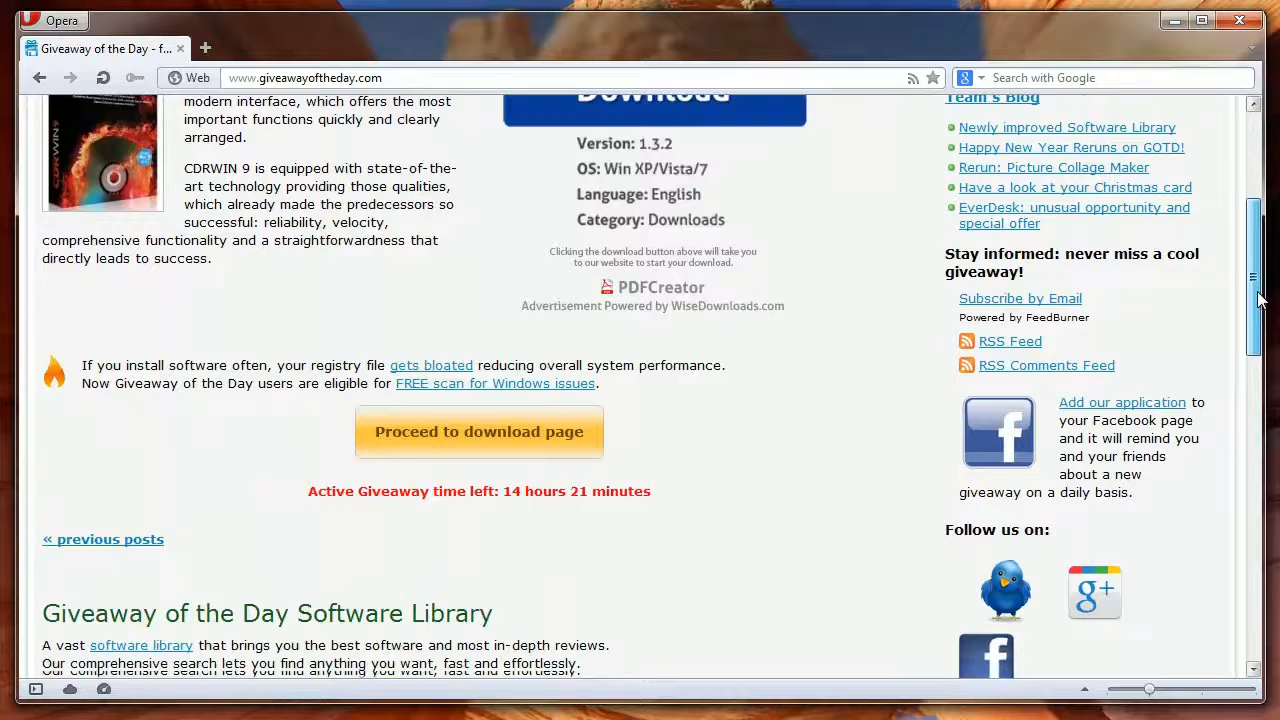 Opera
Giveaway of the Day - f...
Web
www.giveawayoftheday.com
Search with Google
modern interface which offers the most
important functions quickly and clearly
arranged.
CDRWIN 9 is equipped with state-of-the-
art technology providing those qualities,
which already made the predecessors so
successful: reliability, velocity,
comprehensive functionality and a straightforwardness that
directly leads to success.
CDRWIN9
Download
Version: 1.3.2
OS: Win XP/Vista/7
Language: English
Category: Downloads
Clicking the download button above will take you
to our website to start your download.
PDFCreator
Advertisement Powered by WiseDownloads.com
If you install software often, your registry file gets bloated reducing overall system performance.
Now Giveaway of the Day users are eligible for FREE scan for Windows issues.
Proceed to download page
Active Giveaway time left: 14 hours 21 minutes
« previous posts
Giveaway of the Day Software Library
A vast software library that brings you the best software and most in-depth reviews.
Our comprehensive search lets you find anything you want, fast and effortlessly.
Team's Blog
Newly improved Software Library
Happy New Year Reruns on GOTD!
Rerun: Picture Collage Maker
Have a look at your Christmas card
EverDesk: unusual opportunity and
special offer
Stay informed: never miss a cool
giveaway!
Subscribe by Email
Powered by FeedBurner
RSS Feed
RSS Comments Feed
Add our application to
your Facebook page
and it will remind you
and your friends
about a new
giveaway on a daily basis.
Follow us on: